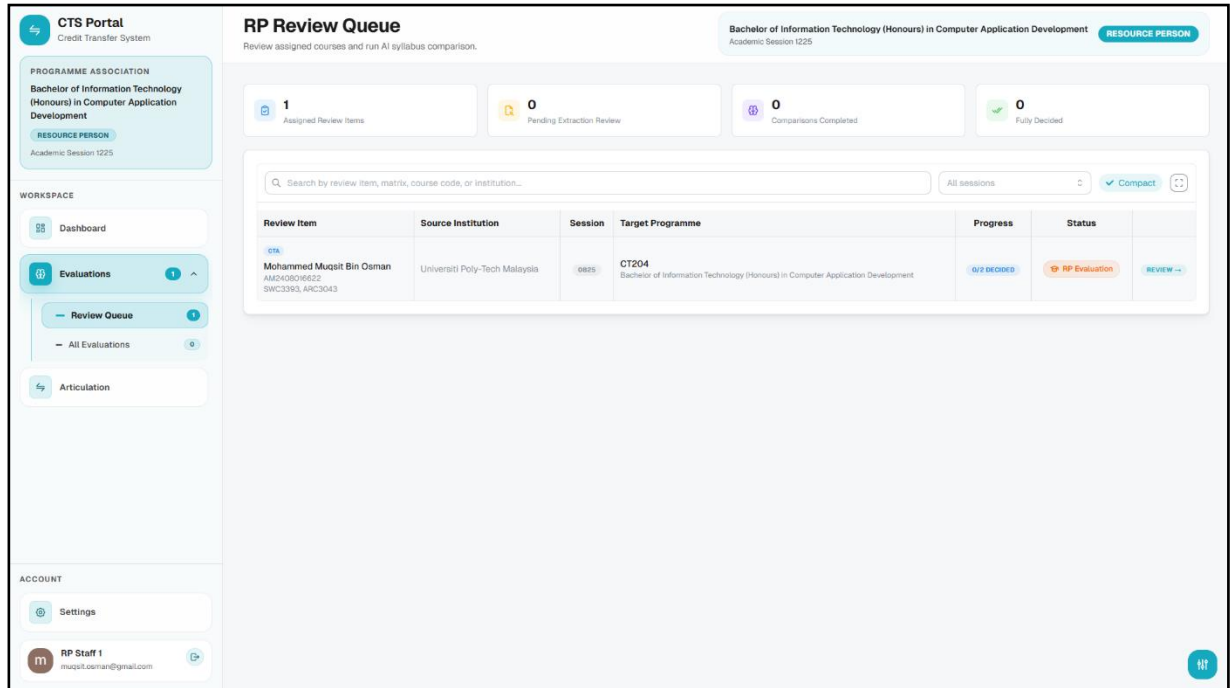 CTS Portal
Credit Transfer System
PROGRAMME ASSOCIATION
Bachelor of Information Technology
(Honours) in Computer Application
Development
RESOURCE PERSON
Academic Session 1225
WORKSPACE
Dashboard
Evaluations 1
Review Queue 1
All Evaluations 0
Articulation
ACCOUNT
Settings
m
RP Staff 1
muqsit.osman@gmail.com
RP Review Queue
Review assigned courses and run AI syllabus comparison.
Bachelor of Information Technology (Honours) in Computer Application Development
Academic Session 1225
RESOURCE PERSON
1
Assigned Review Items
0
Pending Extraction Review
0
Comparisons Completed
0
Fully Decided
Search by review item, matrix, course code, or institution...
All sessions
Compact
Review Item Source Institution Session Target Programme Progress Status
CTA
Mohammed Muqsit Bin Osman
AM2408016622
SWC3393, ARC3043
Universiti Poly-Tech Malaysia
0825
CT204
Bachelor of Information Technology (Honours) in Computer Application Development
0/2 DECIDED
RP Evaluation
REVIEW →